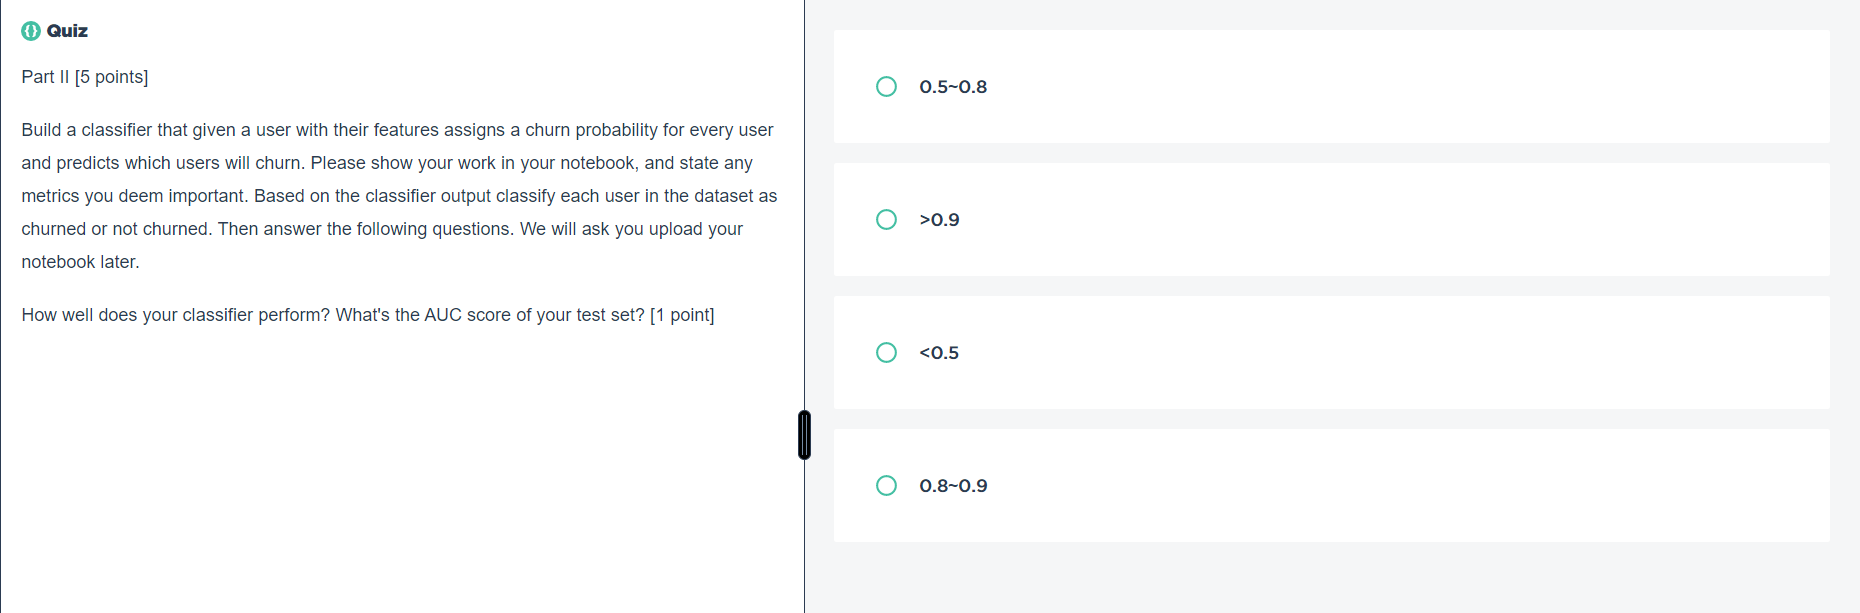 Quiz
Part II [5 points]
Build a classifier that given a user with their features assigns a churn probability for every user
and predicts which users will churn. Please show your work in your notebook, and state any
metrics you deem important. Based on the classifier output classify each user in the dataset as
churned or not churned. Then answer the following questions. We will ask you upload your
notebook later.
How well does your classifier perform? What's the AUC score of your test set? [1 point]
0.5~0.8
>0.9
<0.5
0.8~0.9